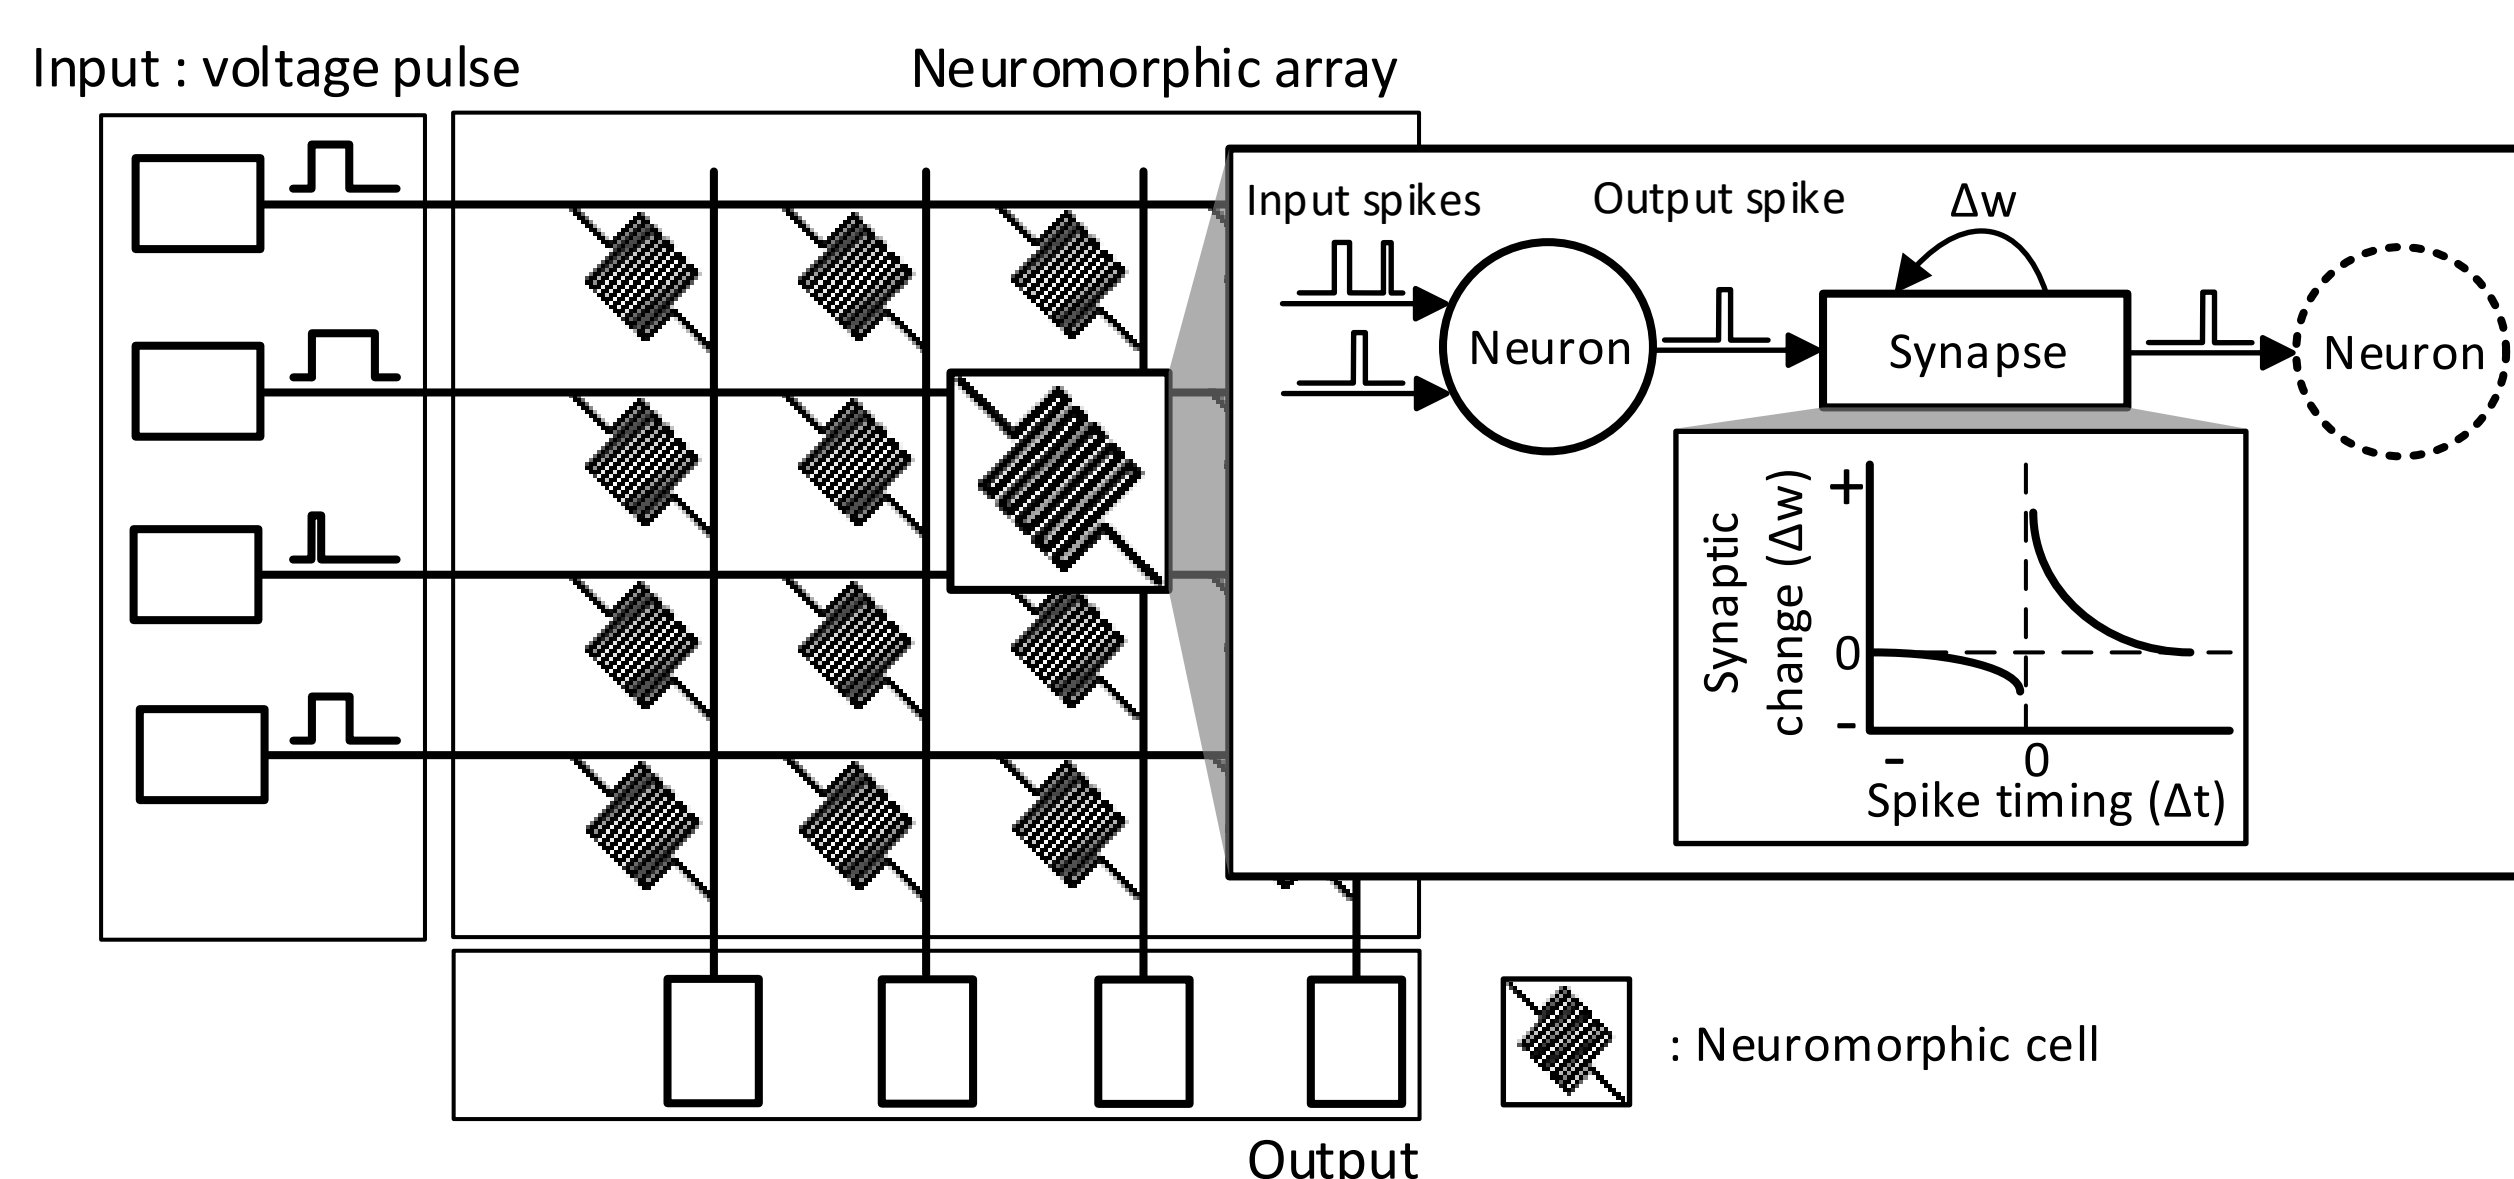 Input : voltage pulse
Neuromorphic array
Input spikes
Output spike
Δw
Neuron
Synapse
Neuron
Synaptic
change (Δw)
+
0
-
-
0
Spike timing (Δt)
: Neuromorphic cell
Output